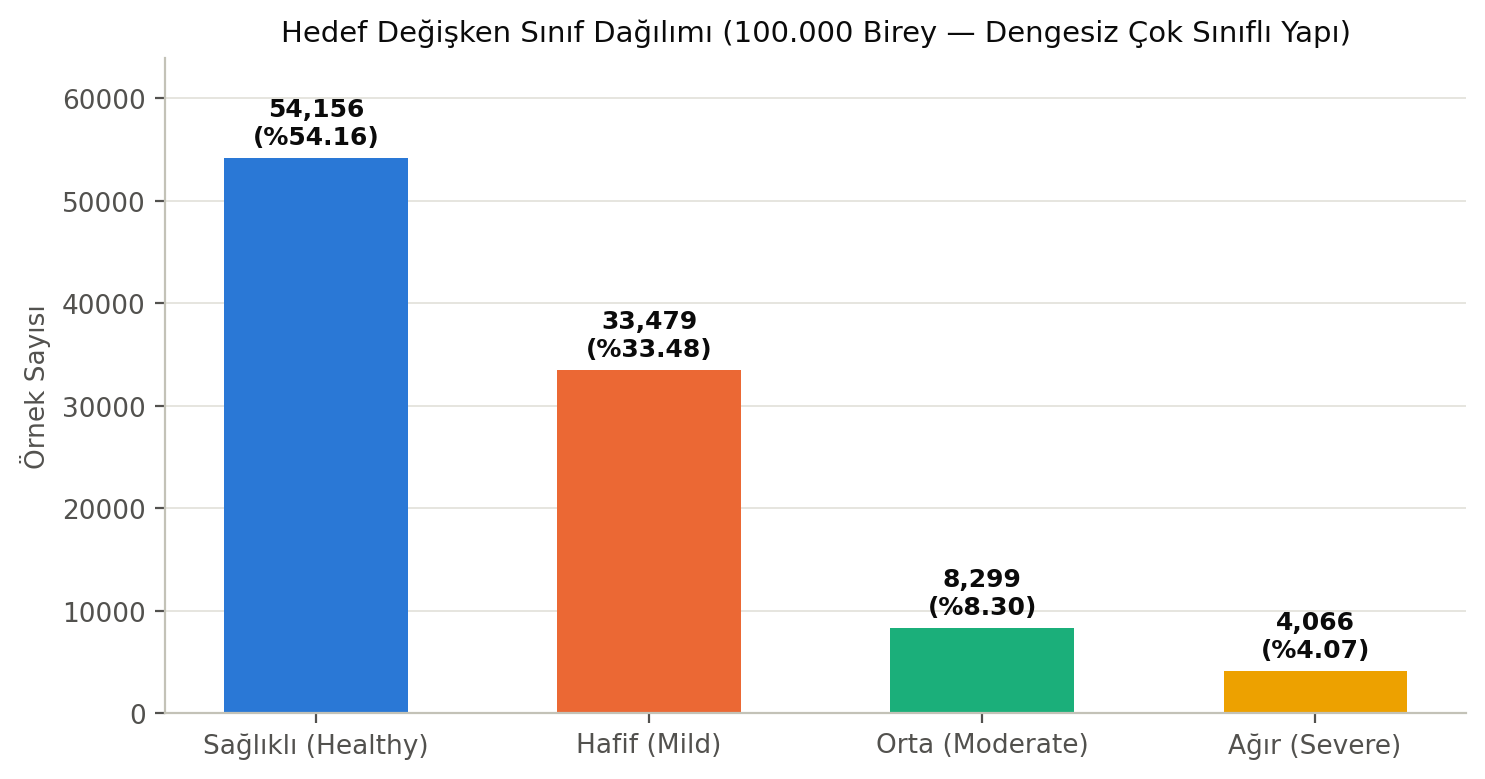 Hedef Değişken Sınıf Dağılımı (100.000 Birey — Dengesiz Çok Sınıflı Yapı)
Örnek Sayısı
60000
50000
40000
30000
20000
10000
0
54,156
(%54.16)
33,479
(%33.48)
8,299
(%8.30)
4,066
(%4.07)
Sağlıklı (Healthy)
Hafif (Mild)
Orta (Moderate)
Ağır (Severe)